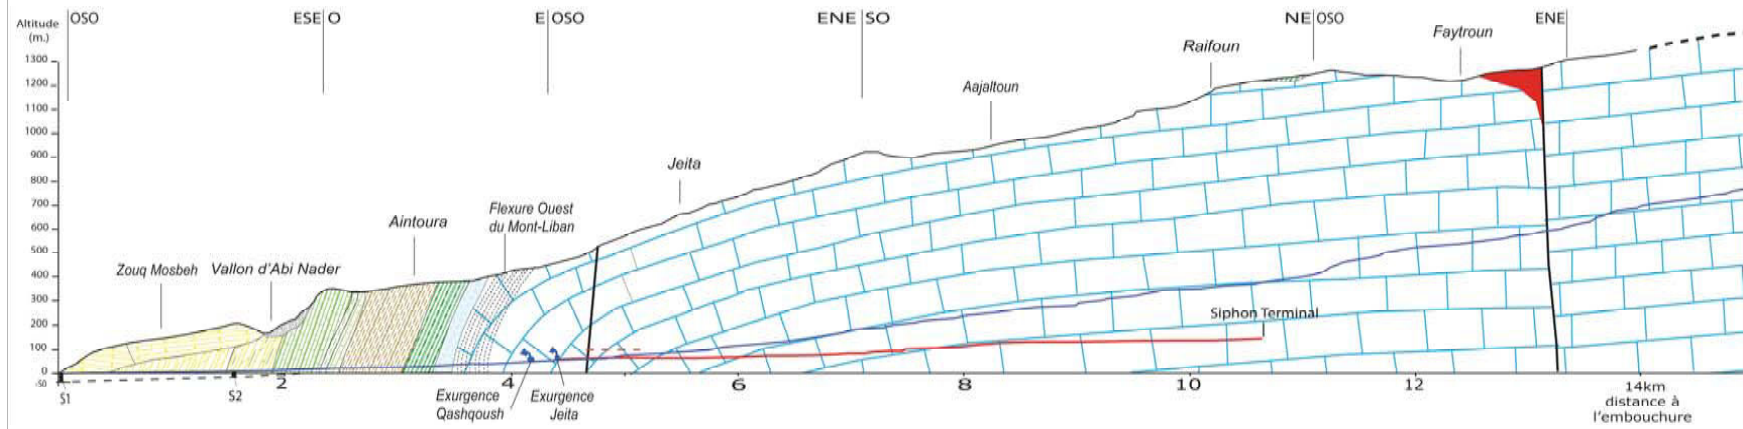 Altitude
(m.)
OSO
ESE O
E OSO
ENE SO
NE OSO
ENE
1300
1200
1100
1000
900
800
700
600
500
400
300
200
100
0
-50
Faytroun
Raifoun
Aajaltoun
Jeita
Flexure Ouest
du Mont-Liban
Aintoura
Zouq Mosbeh
Vallon d'Abi Nader
Siphon Terminal
S1
S2
2
4
6
8
10
12
14km
distance à
l'embouchure
Exurgence
Qashqoush
Exurgence
Jeita